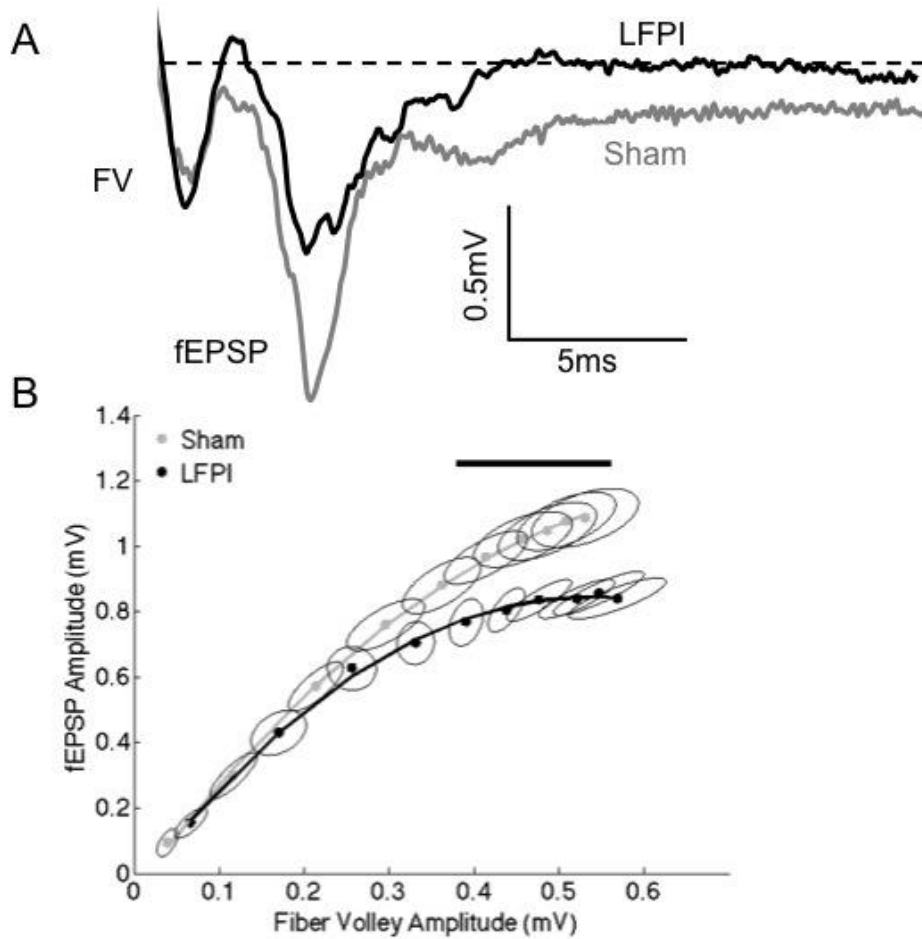 A
LFPI
FV
Sham
0.5mV
fEPSP
5ms
B
1.4
Sham
LFPI
1.2
1
0.8
0.6
0.4
0.2
0
fEPSP Amplitude (mV)
0 0.1 0.2 0.3 0.4 0.5 0.6
Fiber Volley Amplitude (mV)